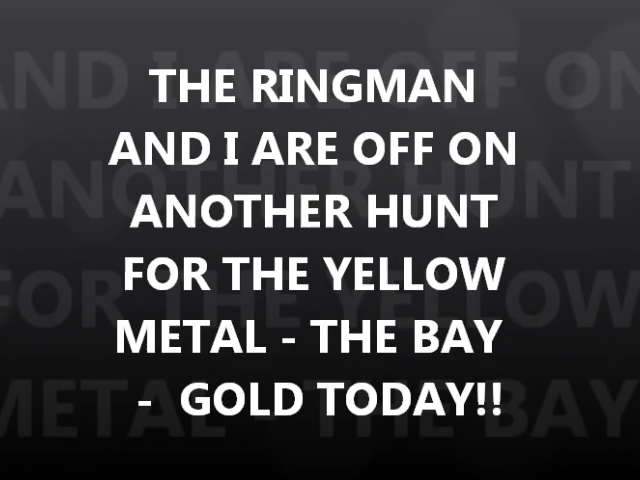 THE RINGMAN
AND I ARE OFF ON
ANOTHER HUNT
FOR THE YELLOW
METAL - THE BAY
-  GOLD TODAY!!